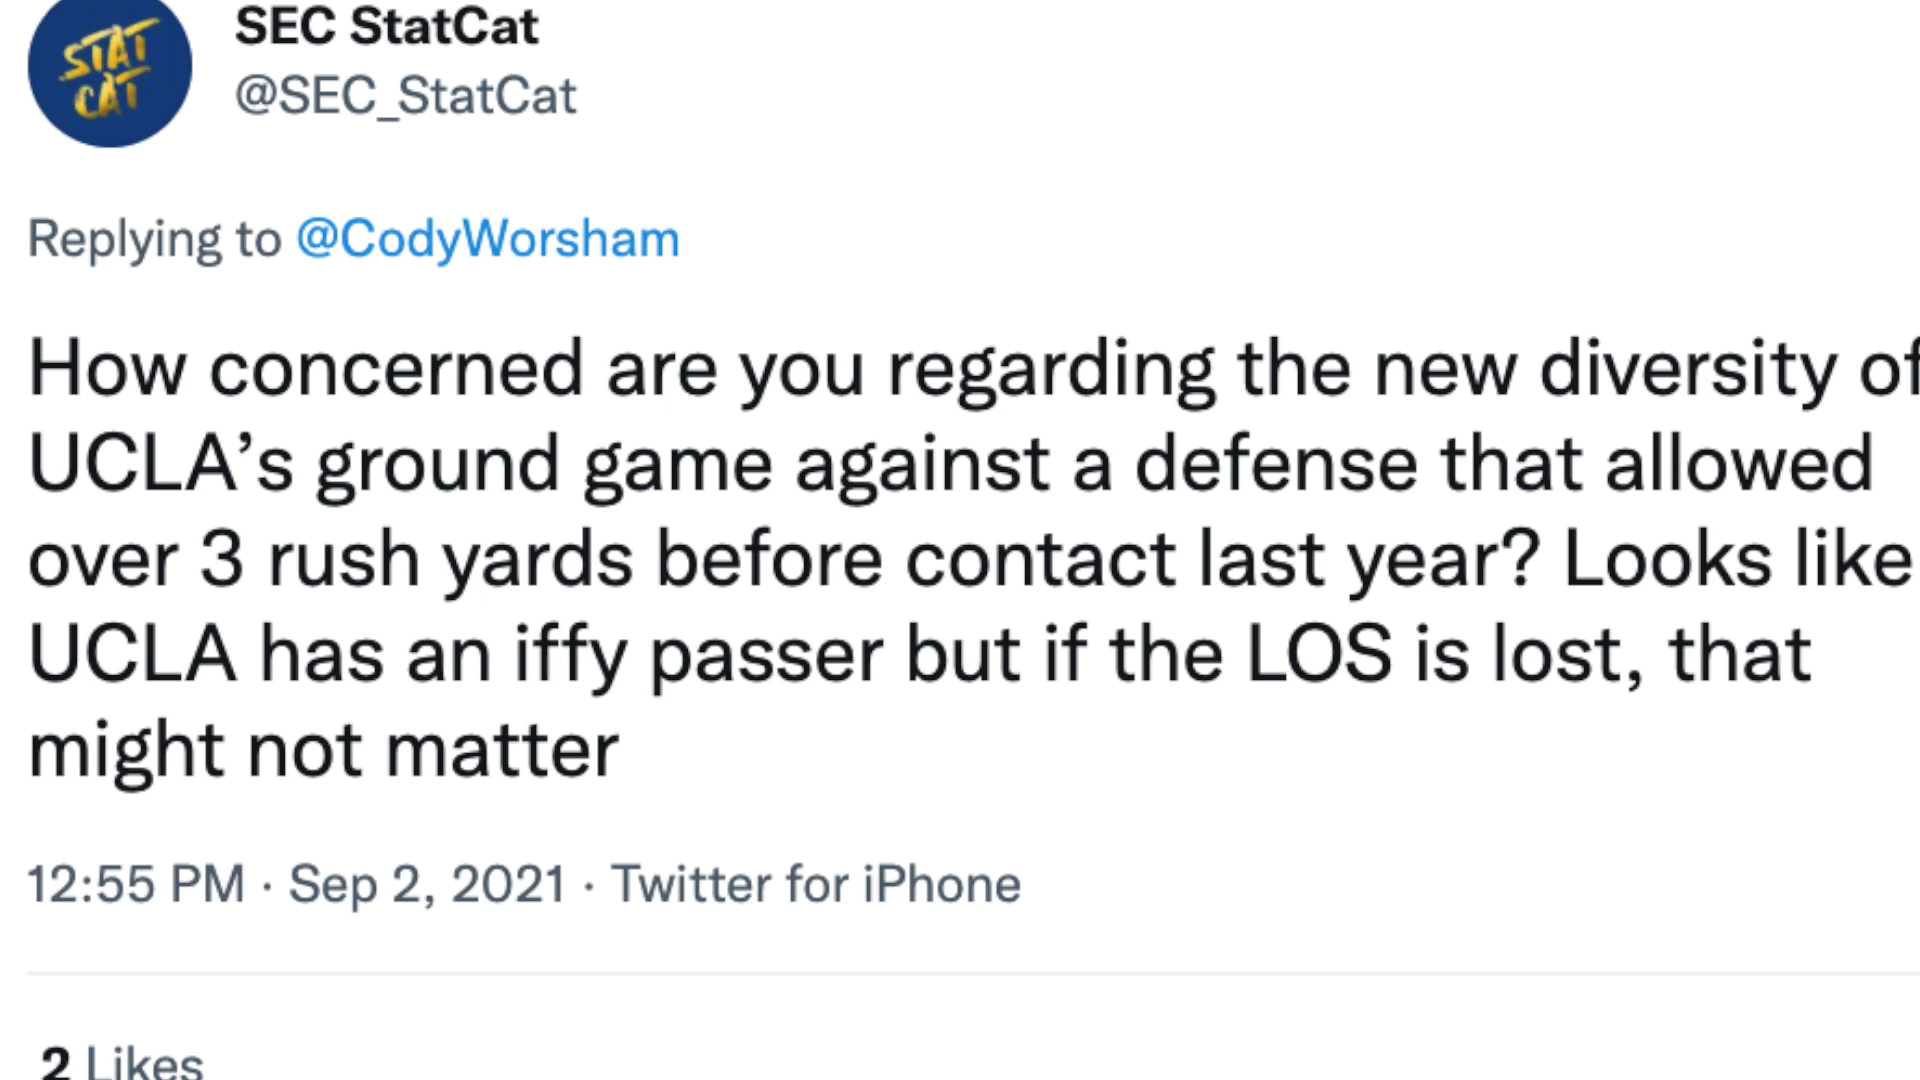 STAT
CAT
SEC StatCat
@SEC_StatCat
Replying to @CodyWorsham
How concerned are you regarding the new diversity of
UCLA’s ground game against a defense that allowed
over 3 rush yards before contact last year? Looks like
UCLA has an iffy passer but if the LOS is lost, that
might not matter
12:55 PM · Sep 2, 2021 · Twitter for iPhone
2 Likes